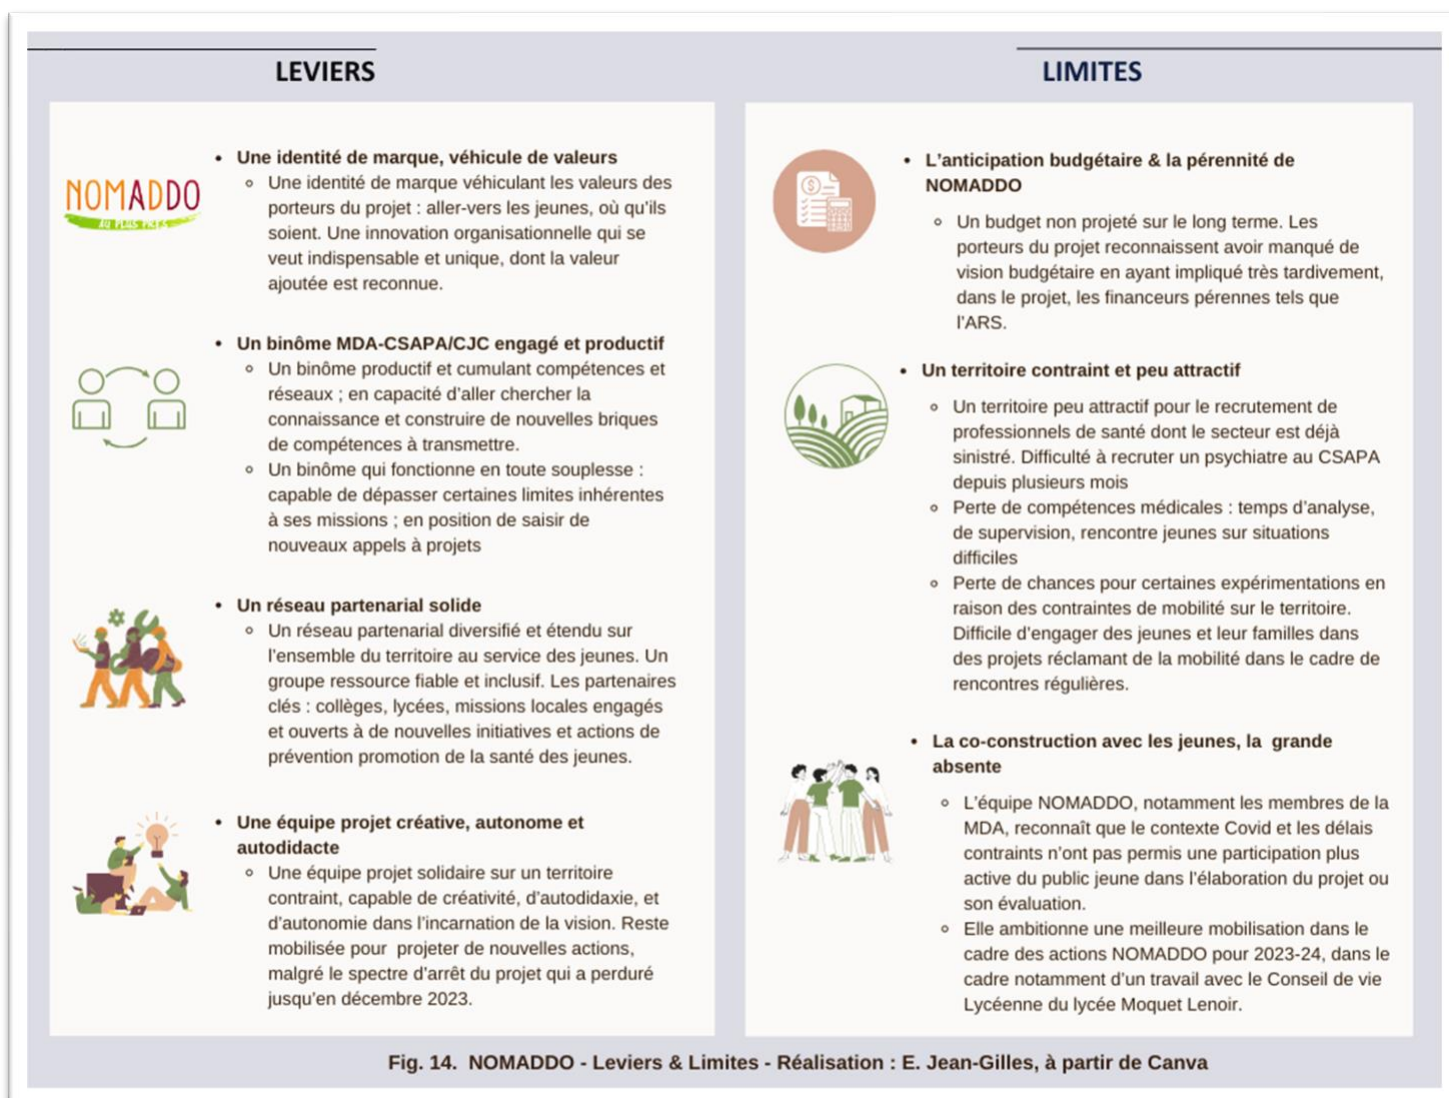 LEVIERS
NOMADDO
AU PLUS PRÈS
• Une identité de marque, véhicule de valeurs
◦ Une identité de marque véhiculant les valeurs des
porteurs du projet : aller-vers les jeunes, où qu'ils
soient. Une innovation organisationnelle qui se
veut indispensable et unique, dont la valeur
ajoutée est reconnue.
• Un binôme MDA-CSAPA/CJC engagé et productif
◦ Un binôme productif et cumulant compétences et
réseaux ; en capacité d'aller chercher la
connaissance et construire de nouvelles briques
de compétences à transmettre.
◦ Un binôme qui fonctionne en toute souplesse :
capable de dépasser certaines limites inhérentes
à ses missions ; en position de saisir de
nouveaux appels à projets
• Un réseau partenarial solide
◦ Un réseau partenarial diversifié et étendu sur
l'ensemble du territoire au service des jeunes. Un
groupe ressource fiable et inclusif. Les partenaires
clés : collèges, lycées, missions locales engagés
et ouverts à de nouvelles initiatives et actions de
prévention promotion de la santé des jeunes.
• Une équipe projet créative, autonome et
autodidacte
◦ Une équipe projet solidaire sur un territoire
contraint, capable de créativité, d'autodidaxie, et
d'autonomie dans l'incarnation de la vision. Reste
mobilisée pour projeter de nouvelles actions,
malgré le spectre d'arrêt du projet qui a perduré
jusqu'en décembre 2023.
LIMITES
• L'anticipation budgétaire & la pérennité de
NOMADDO
◦ Un budget non projeté sur le long terme. Les
porteurs du projet reconnaissent avoir manqué de
vision budgétaire en ayant impliqué très tardivement,
dans le projet, les financeurs pérennes tels que
l'ARS.
• Un territoire contraint et peu attractif
◦ Un territoire peu attractif pour le recrutement de
professionnels de santé dont le secteur est déjà
sinistré. Difficulté à recruter un psychiatre au CSAPA
depuis plusieurs mois
◦ Perte de compétences médicales : temps d'analyse,
de supervision, rencontre jeunes sur situations
difficiles
◦ Perte de chances pour certaines expérimentations en
raison des contraintes de mobilité sur le territoire.
Difficile d'engager des jeunes et leur familles dans
des projets réclamant de la mobilité dans le cadre de
rencontres régulières.
• La co-construction avec les jeunes, la grande
absente
◦ L'équipe NOMADDO, notamment les membres de la
MDA, reconnaît que le contexte Covid et les délais
contraints n'ont pas permis une participation plus
active du public jeune dans l'élaboration du projet ou
son évaluation.
◦ Elle ambitionne une meilleure mobilisation dans le
cadre des actions NOMADDO pour 2023-24, dans le
cadre notamment d'un travail avec le Conseil de vie
Lycéenne du lycée Moquet Lenoir.
Fig. 14. NOMADDO - Leviers & Limites - Réalisation : E. Jean-Gilles, à partir de Canva